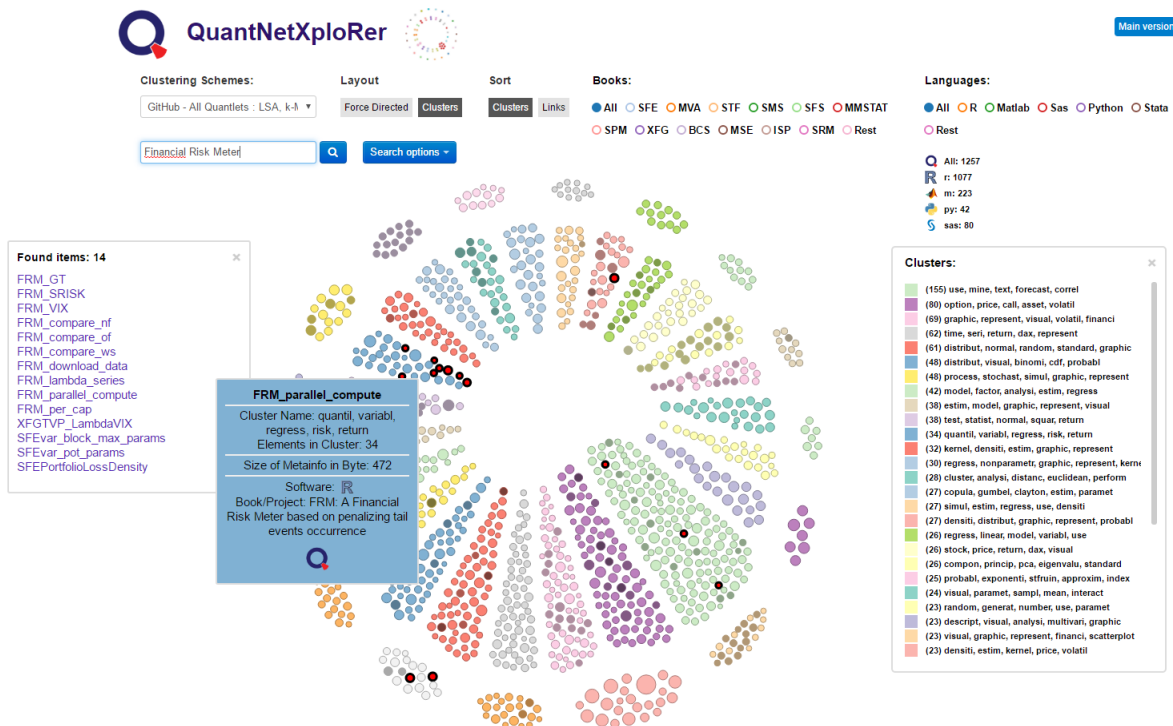 QuantNetXploRer
Main version
Clustering Schemes:
Layout
Sort
Books:
Languages:
GitHub - All Quantlets : LSA, k-M
Force Directed Clusters
Clusters Links
All SFE MVA STF SMS SFS MMSTAT
SPM XFG BCS MSE ISP SRM Rest
All R Matlab Sas Python Stata
Rest
Financial Risk Meter
Search options
All: 1257
r: 1077
m: 223
py: 42
sas: 80
Found items: 14 ×
FRM_GT
FRM_SRISK
FRM_VIX
FRM_compare_nf
FRM_compare_of
FRM_compare_ws
FRM_download_data
FRM_lambda_series
FRM_parallel_compute
FRM_per_cap
XFGTVP_LambdaVIX
SFEvar_block_max_params
SFEvar_pot_params
SFEPortfolioLossDensity
FRM_parallel_compute
Cluster Name: quantil, variabl,
regress, risk, return
Elements in Cluster: 34
Size of Metainfo in Byte: 472
Software: R
Book/Project: FRM: A Financial
Risk Meter based on penalizing tail
events occurrence
Clusters: ×
(155) use, mine, text, forecast, correl
(80) option, price, call, asset, volatil
(69) graphic, represent, visual, volatil, financi
(62) time, seri, return, dax, represent
(61) distribut, normal, random, standard, graphic
(48) distribut, visual, binomi, cdf, probabl
(48) process, stochast, simul, graphic, represent
(42) model, factor, analysi, estim, regress
(38) estim, model, graphic, represent, visual
(38) test, statist, normal, squar, return
(34) quantil, variabl, regress, risk, return
(32) kernel, densiti, estim, graphic, represent
(30) regress, nonparametr, graphic, represent, kerne
(28) cluster, analysi, distanc, euclidean, perform
(27) copula, gumbel, clayton, estim, paramet
(27) simul, estim, regress, use, densiti
(27) densiti, distribut, graphic, represent, probabl
(26) regress, linear, model, variabl, use
(26) stock, price, return, dax, visual
(26) compon, princip, pca, eigenvalu, standard
(25) probabl, exponenti, stfruin, approxim, index
(24) visual, paramet, sampl, mean, interact
(23) random, generat, number, use, paramet
(23) descript, visual, analysi, multivari, graphic
(23) visual, graphic, represent, financi, scatterplot
(23) densiti, estim, kernel, price, volatil